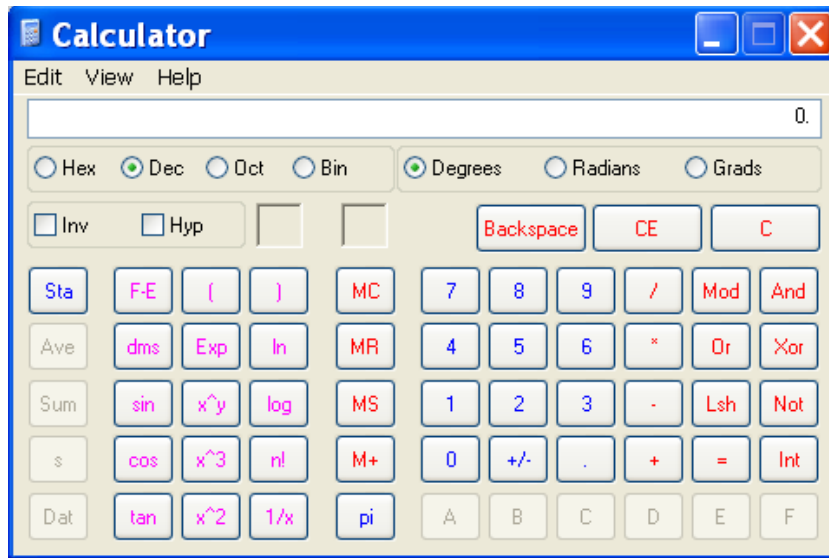 Calculator
Edit View Help
0.
Hex Dec Oct Bin Degrees Radians Grads
Inv Hyp Backspace CE C
Sta F-E ( ) MC 7 8 9 / Mod And
Ave dms Exp ln MR 4 5 6 * Or Xor
Sum sin x^y log MS 1 2 3 - Lsh Not
s cos x^3 n! M+ 0 +/- . + = Int
Dat tan x^2 1/x pi A B C D E F